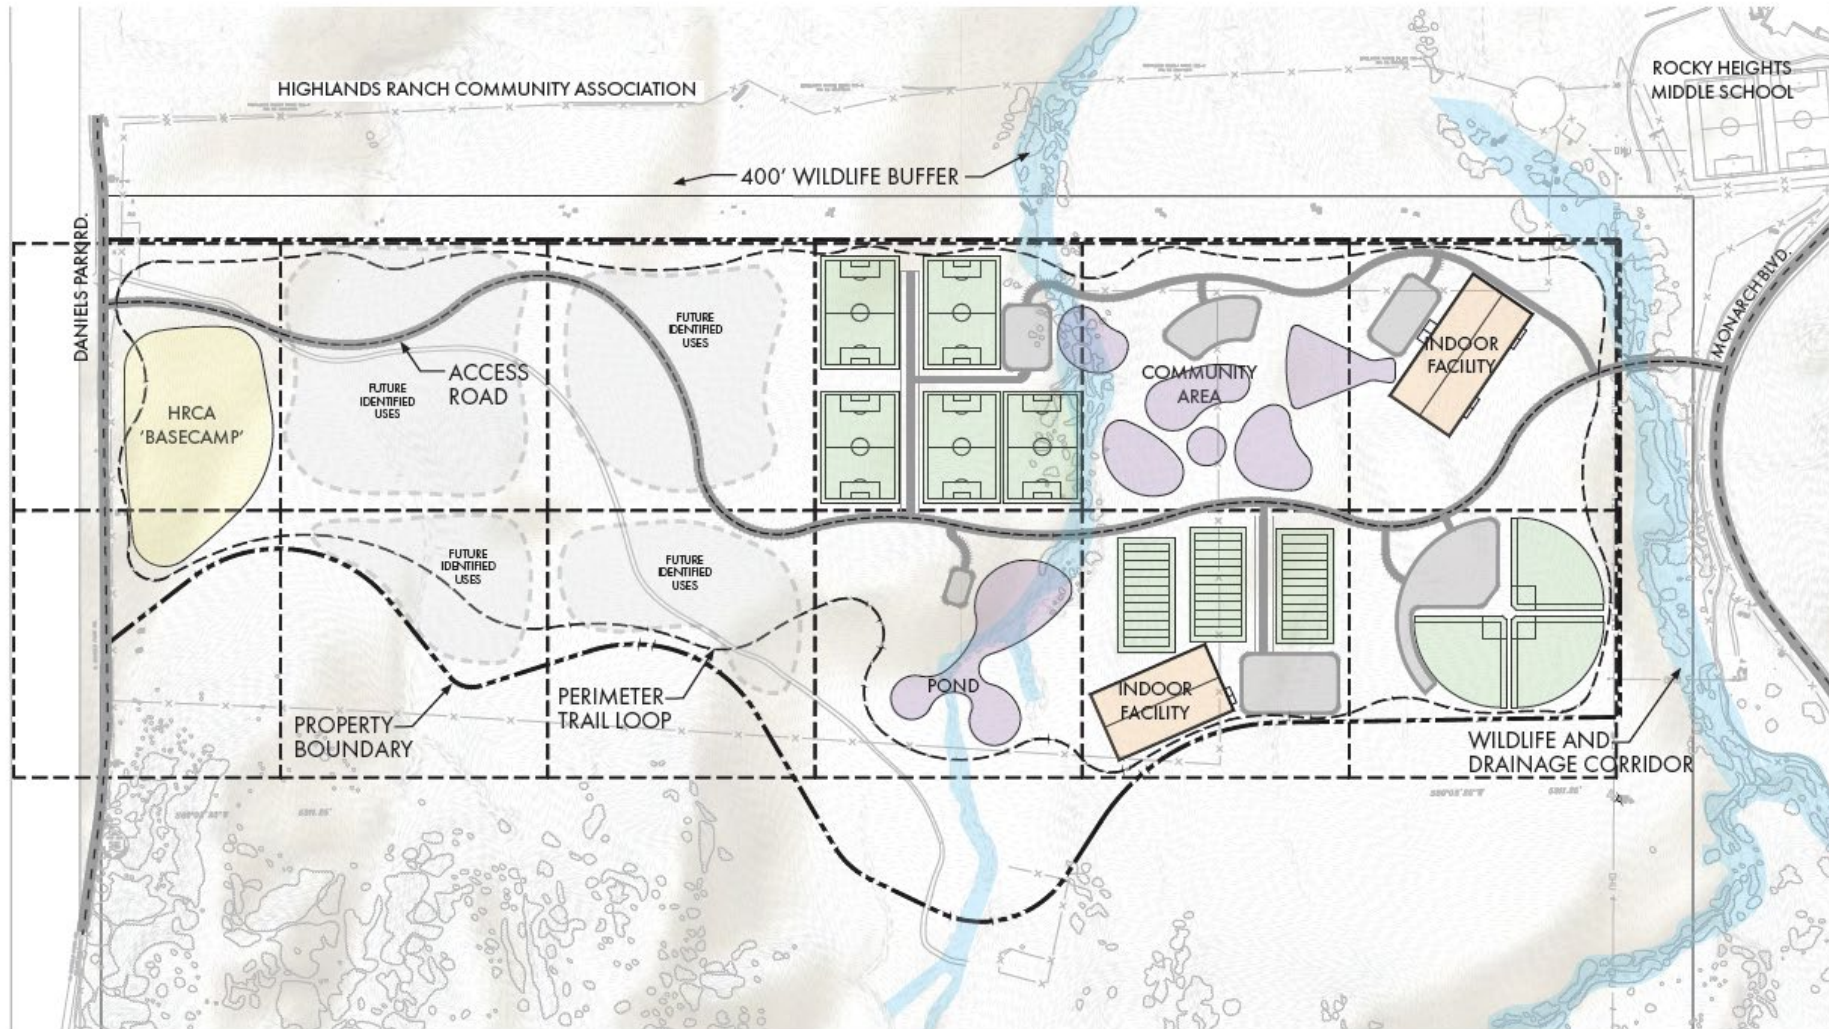 HIGHLANDS RANCH COMMUNITY ASSOCIATION
ROCKY HEIGHTS
MIDDLE SCHOOL
400' WILDLIFE BUFFER
DANIELS PARK RD.
MONARCH BLVD.
FUTURE
IDENTIFIED
USES
ACCESS
ROAD
FUTURE
IDENTIFIED
USES
HRCA
'BASECAMP'
COMMUNITY
AREA
INDOOR
FACILITY
FUTURE
IDENTIFIED
USES
FUTURE
IDENTIFIED
USES
POND
INDOOR
FACILITY
PERIMETER
TRAIL LOOP
PROPERTY
BOUNDARY
WILDLIFE AND
DRAINAGE CORRIDOR